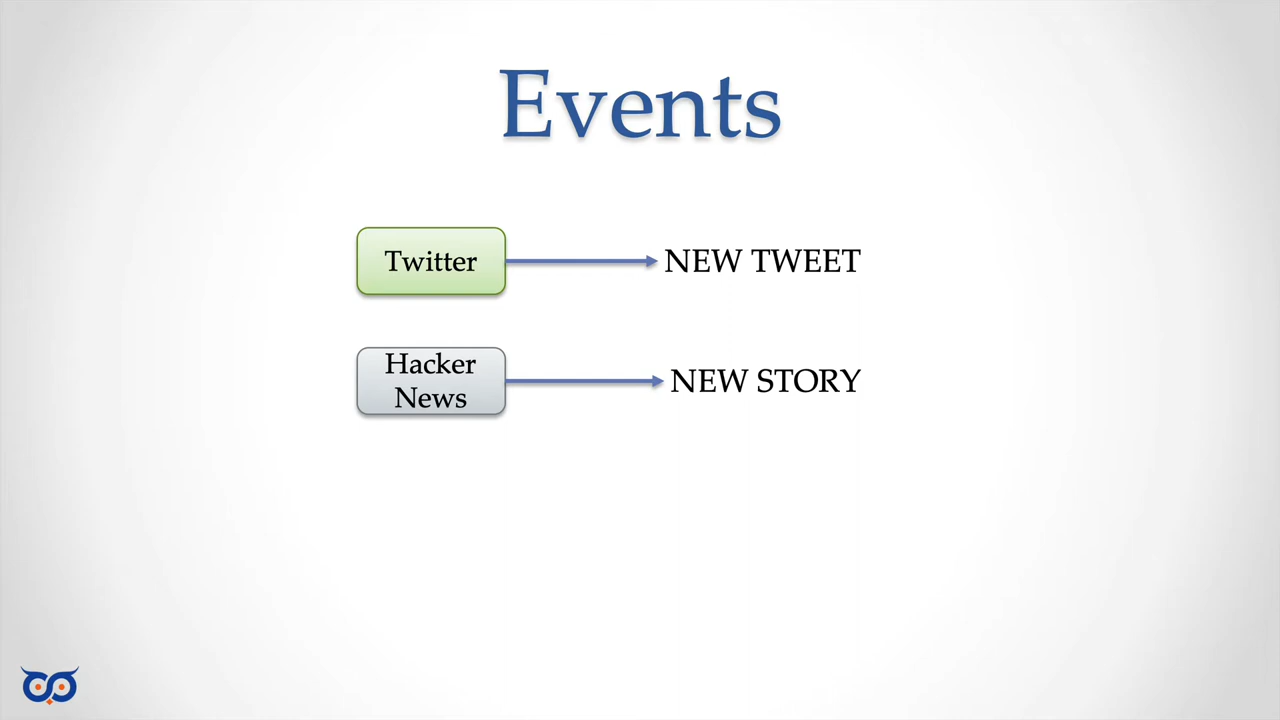 Events
Twitter
NEW TWEET
Hacker
News
NEW STORY